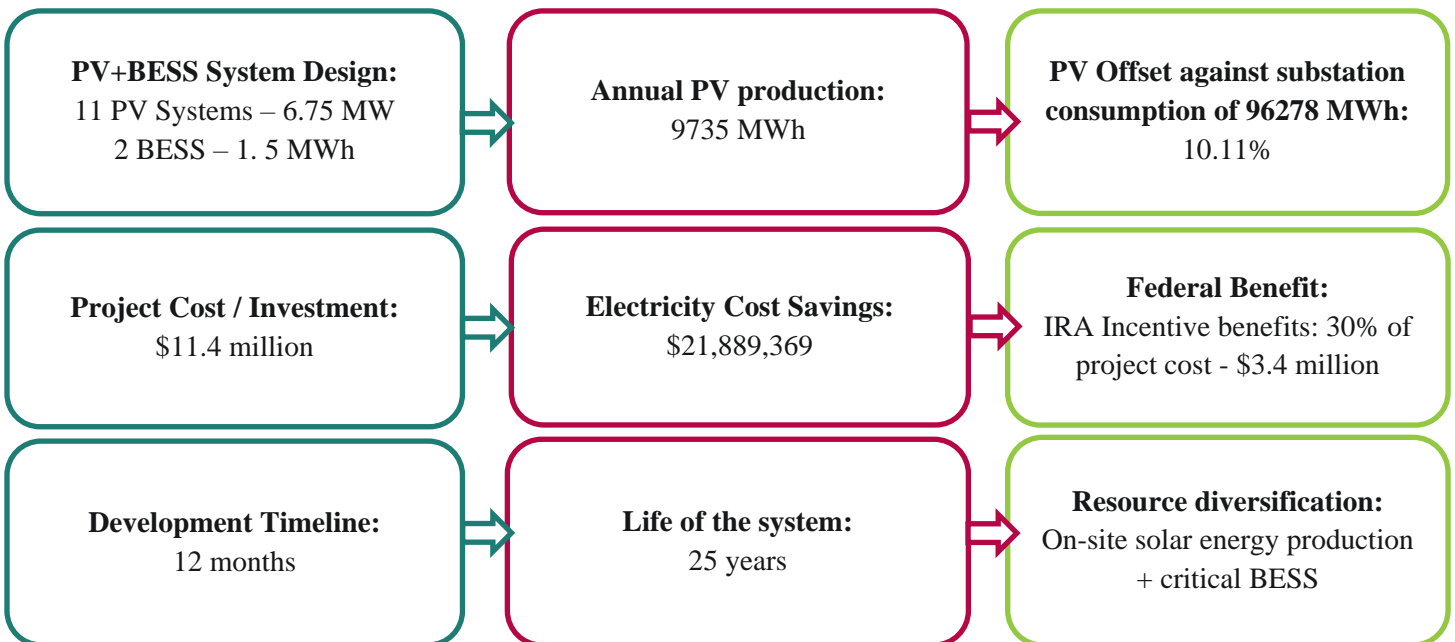 PV+BESS System Design:
11 PV Systems – 6.75 MW
2 BESS – 1. 5 MWh
Annual PV production:
9735 MWh
PV Offset against substation
consumption of 96278 MWh:
10.11%
Project Cost / Investment:
$11.4 million
Electricity Cost Savings:
$21,889,369
Federal Benefit:
IRA Incentive benefits: 30% of
project cost - $3.4 million
Development Timeline:
12 months
Life of the system:
25 years
Resource diversification:
On-site solar energy production
+ critical BESS